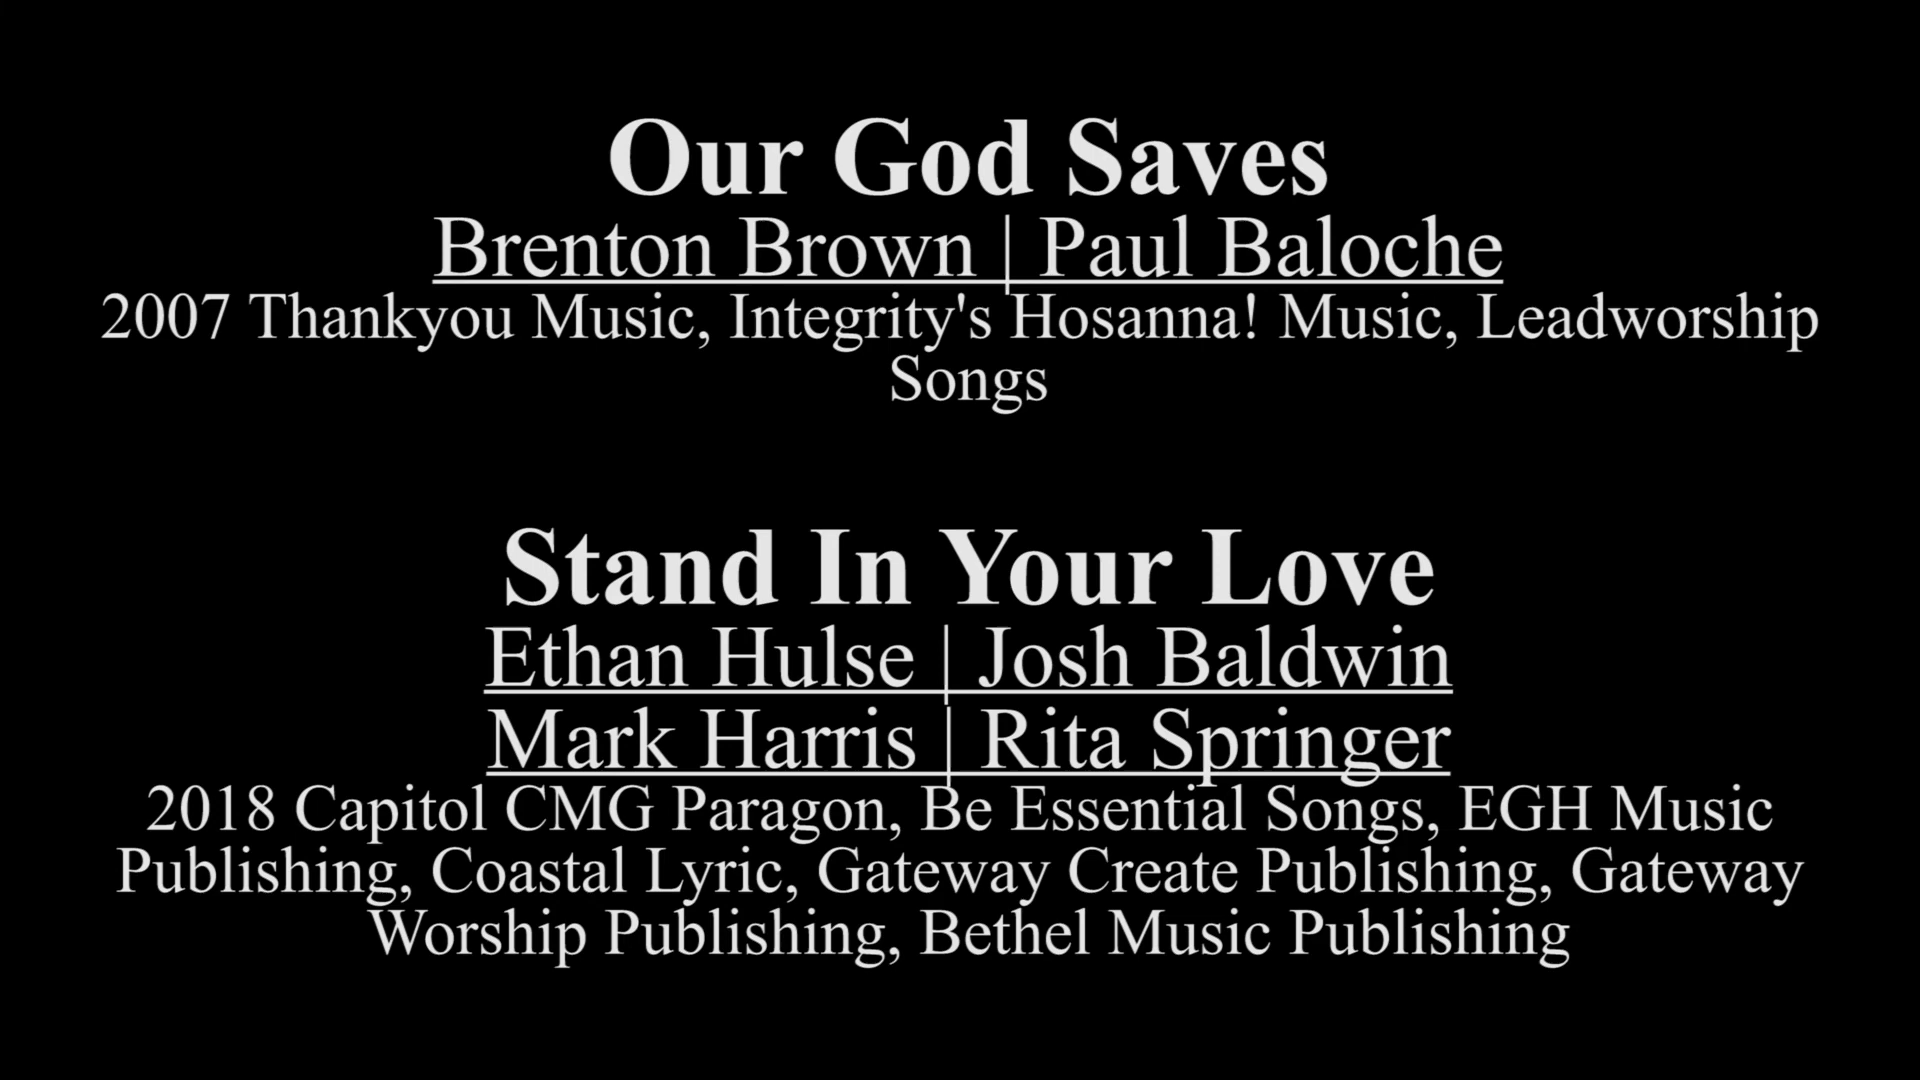 Our God Saves
Brenton Brown | Paul Baloche
2007 Thankyou Music, Integrity's Hosanna! Music, Leadworship
Songs
Stand In Your Love
Ethan Hulse | Josh Baldwin
Mark Harris | Rita Springer
2018 Capitol CMG Paragon, Be Essential Songs, EGH Music
Publishing, Coastal Lyric, Gateway Create Publishing, Gateway
Worship Publishing, Bethel Music Publishing